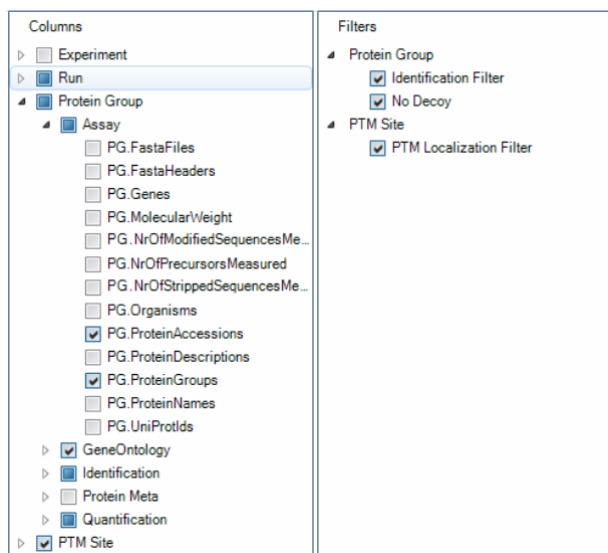 Columns
Experiment
Run
Protein Group
Assay
PG.FastaFiles
PG.FastaHeaders
PG.Genes
PG.MolecularWeight
PG.NrOfModifiedSequencesMe...
PG.NrOfPrecursorsMeasured
PG.NrOfStrippedSequencesMe...
PG.Organisms
PG.ProteinAccessions
PG.ProteinDescriptions
PG.ProteinGroups
PG.ProteinNames
PG.UniProtIds
GeneOntology
Identification
Protein Meta
Quantification
PTM Site
Filters
Protein Group
Identification Filter
No Decoy
PTM Site
PTM Localization Filter